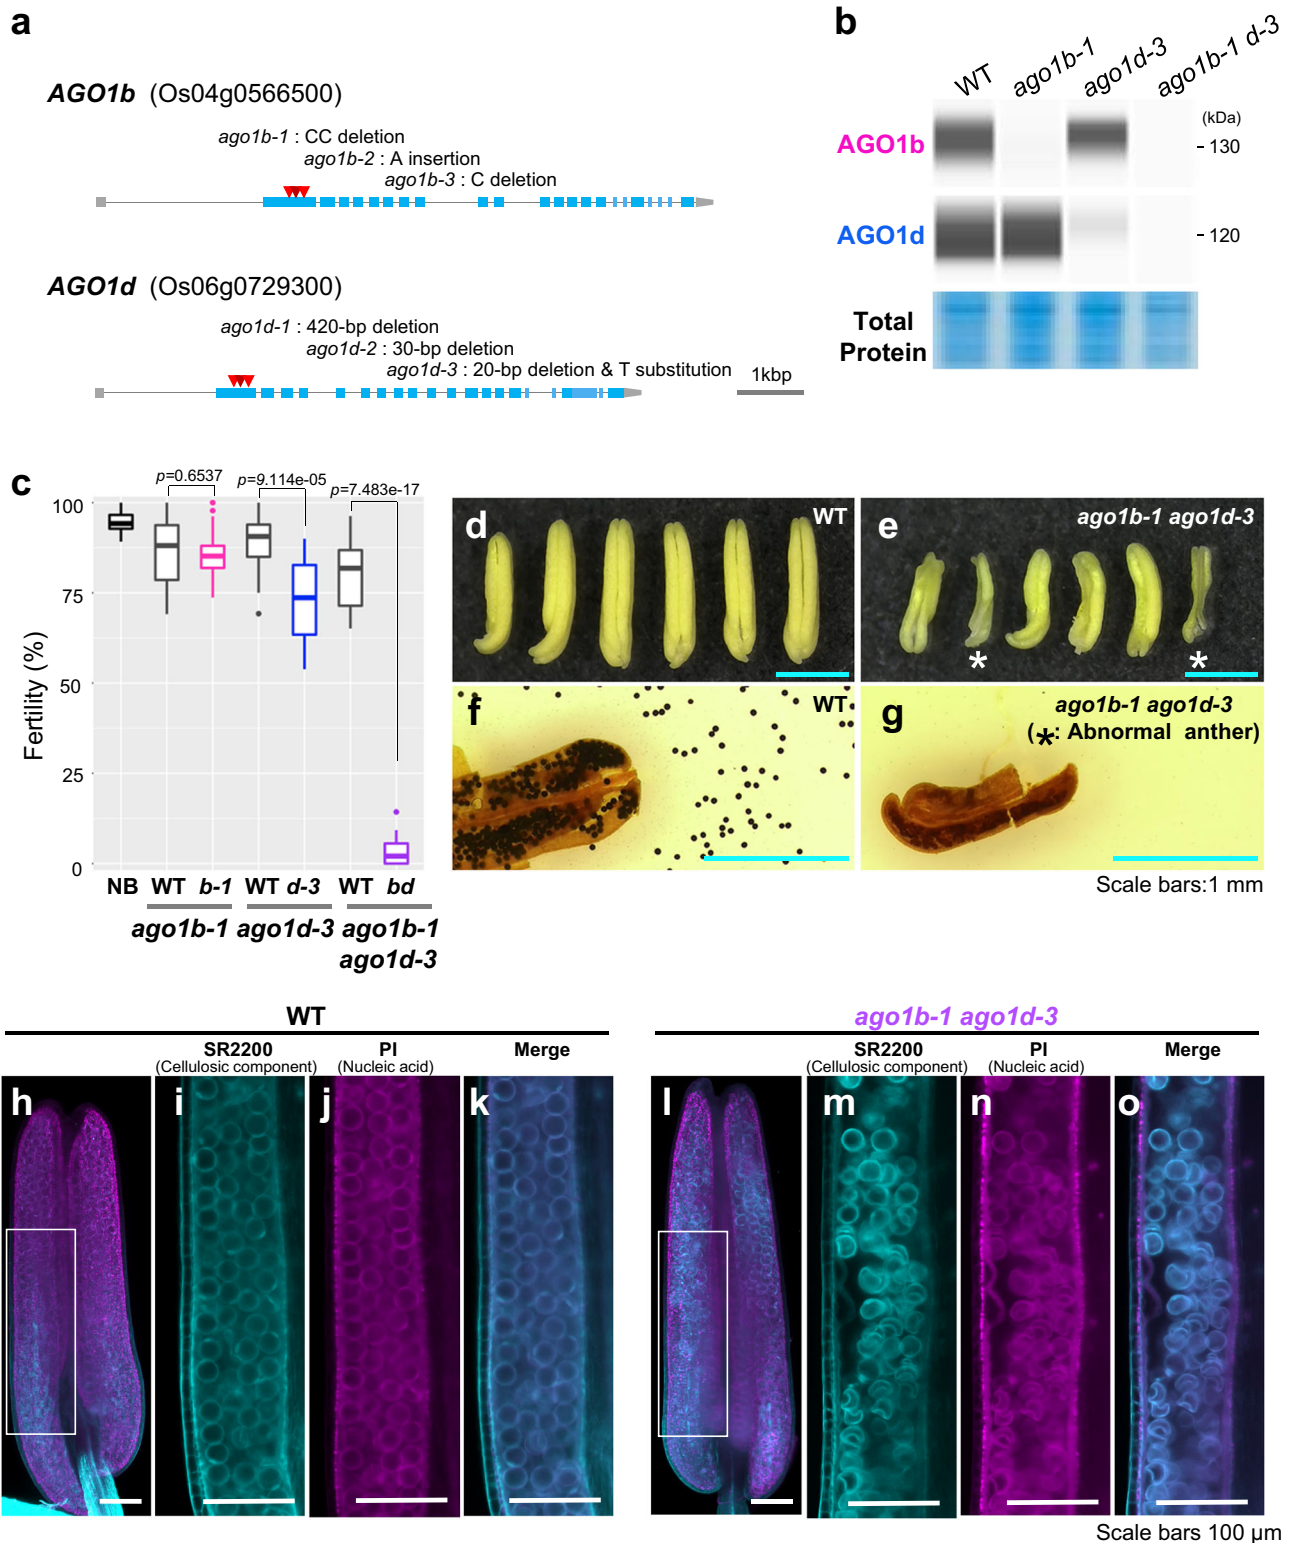 a
AGO1b (Os04g0566500)
ago1b-1 : CC deletion
ago1b-2 : A insertion
ago1b-3 : C deletion
AGO1d (Os06g0729300)
ago1d-1 : 420-bp deletion
ago1d-2 : 30-bp deletion
ago1d-3 : 20-bp deletion & T substitution
1kbp
b
WT ago1b-1 ago1d-3 ago1b-1 d-3
(kDa)
AGO1b - 130
AGO1d - 120
Total
Protein
c
p=0.6537 p=9.114e-05 p=7.483e-17
Fertility (%)
100
75
50
25
0
NB WT b-1 WT d-3 WT bd
ago1b-1 ago1d-3 ago1b-1
ago1d-3
d WT
e ago1b-1 ago1d-3
* *
f WT
g ago1b-1 ago1d-3
(*: Abnormal anther)
Scale bars:1 mm
WT
SR2200 PI Merge
(Cellulosic component) (Nucleic acid)
h i j k
ago1b-1 ago1d-3
SR2200 PI Merge
(Cellulosic component) (Nucleic acid)
l m n o
Scale bars 100 µm